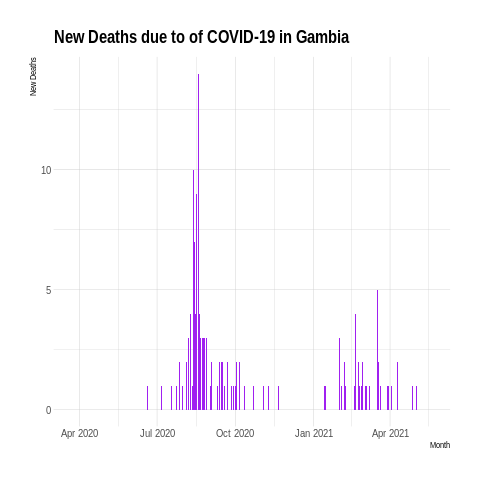 New Deaths due to of COVID-19 in Gambia
New Deaths
10
5
0
Apr 2020 Jul 2020 Oct 2020 Jan 2021 Apr 2021
Month